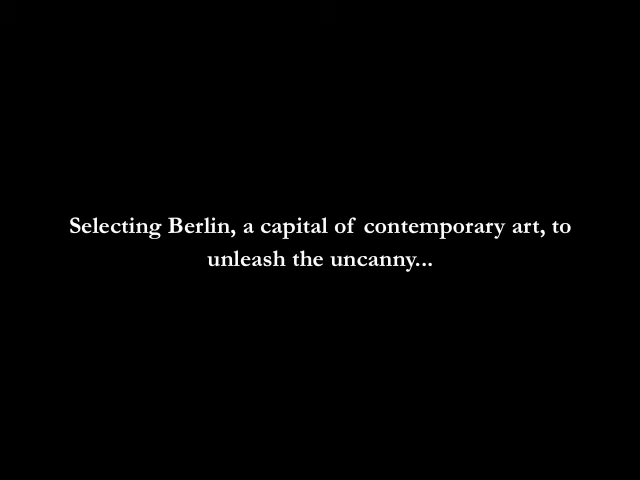 Selecting Berlin, a capital of contemporary art, to
unleash the uncanny...